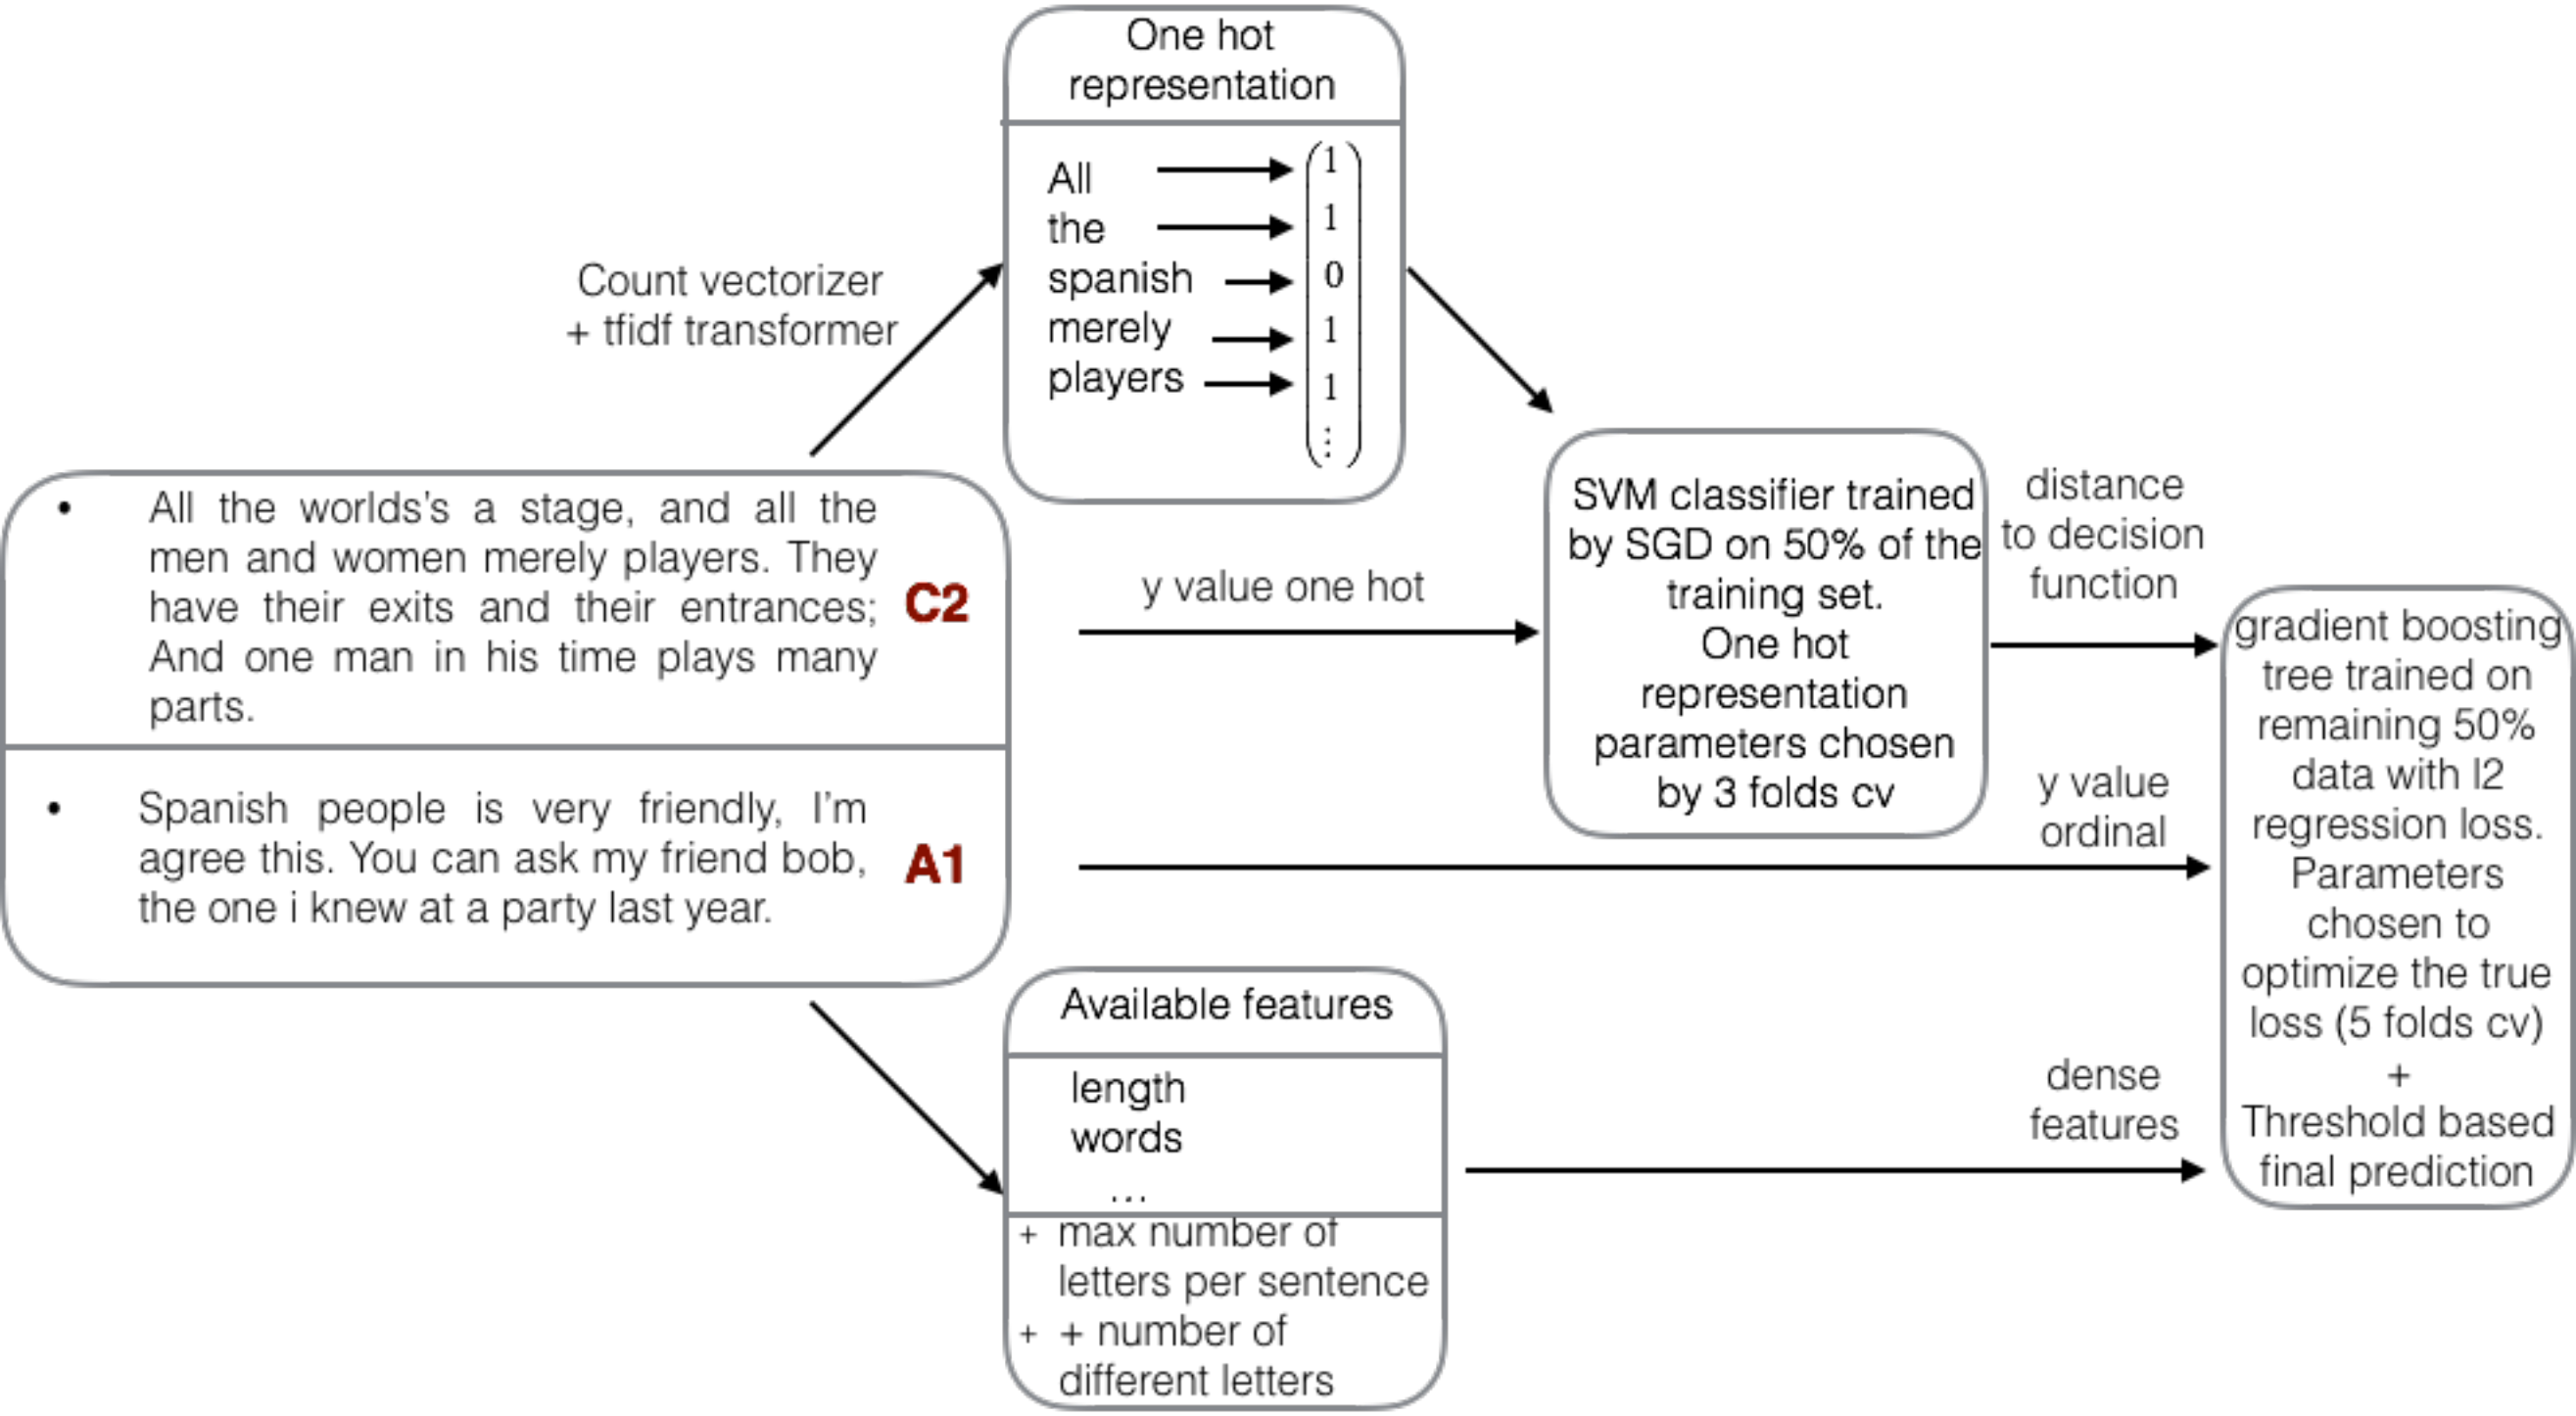 One hot
representation
All
the
spanish
merely
players
1
1
0
1
1
⋮
Count vectorizer
+ tfidf transformer
• All the worlds's a stage, and all the
men and women merely players. They
have their exits and their entrances;
And one man in his time plays many
parts.
C2
• Spanish people is very friendly, I'm
agree this. You can ask my friend bob,
the one i knew at a party last year.
A1
y value one hot
SVM classifier trained
by SGD on 50% of the
training set.
One hot
representation
parameters chosen
by 3 folds cv
distance
to decision
function
y value
ordinal
Available features
length
words
...
+ max number of
letters per sentence
+ + number of
different letters
dense
features
gradient boosting
tree trained on
remaining 50%
data with l2
regression loss.
Parameters
chosen to
optimize the true
loss (5 folds cv)
+
Threshold based
final prediction